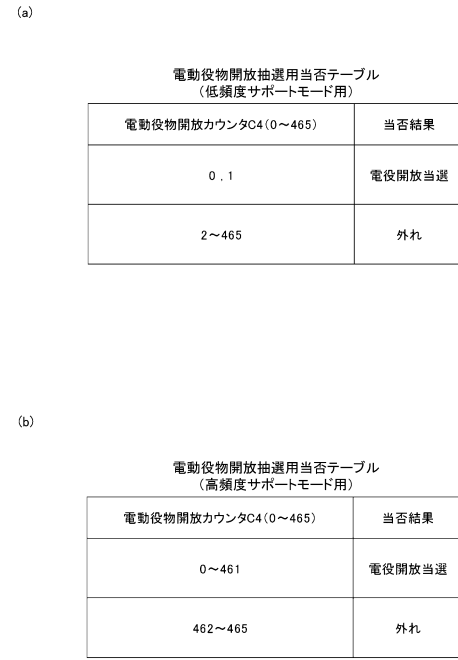 (a)
電動役物開放抽選用当否テーブル
(低頻度サポートモード用)
電動役物開放カウンタC4(0～465) 当否結果
0，1 電役開放当選
2～465 外れ
(b)
電動役物開放抽選用当否テーブル
(高頻度サポートモード用)
電動役物開放カウンタC4(0～465) 当否結果
0～461 電役開放当選
462～465 外れ